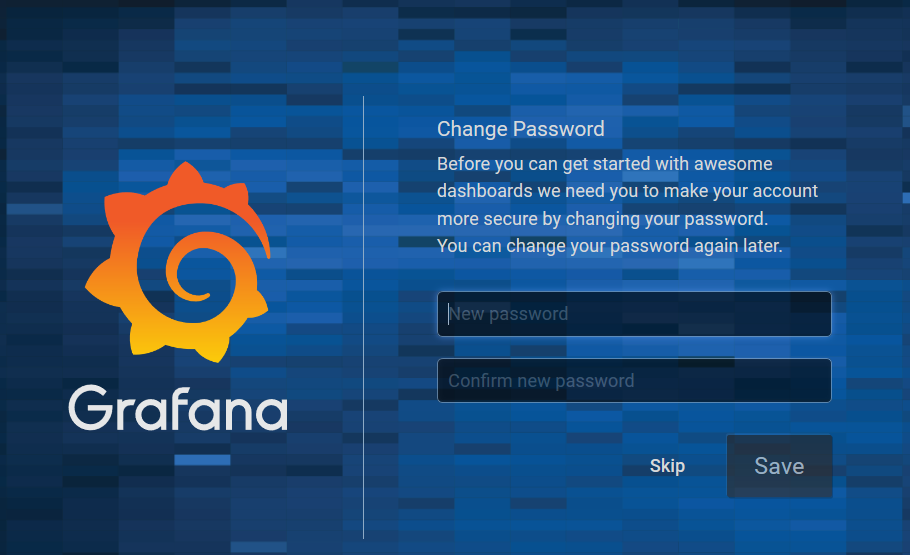 Grafana
Change Password
Before you can get started with awesome
dashboards we need you to make your account
more secure by changing your password.
You can change your password again later.
New password
Confirm new password
Skip
Save